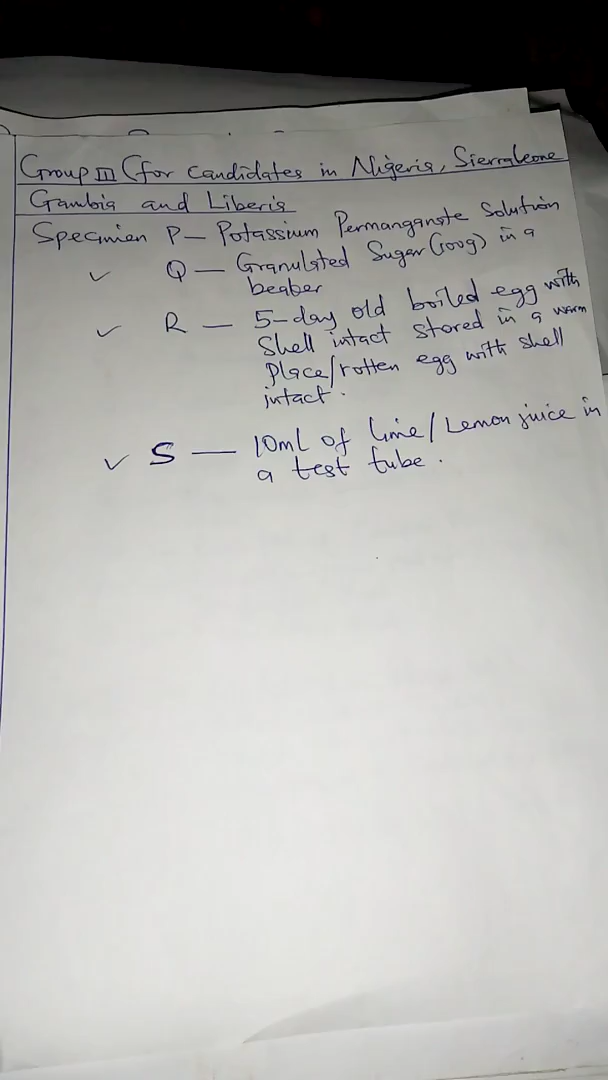 Group III (for candidates in Nigeria, Sierraleone
Gambia and Liberia
Specimen P – Potassium Permanganate Solution
✓ Q – Granulated Sugar (100g) in a
beaker
✓ R – 5-day old boiled egg with
shell intact stored in a warm
place/rotten egg with shell
intact.
✓ S – 10mL of lime/Lemon juice in
a test tube.